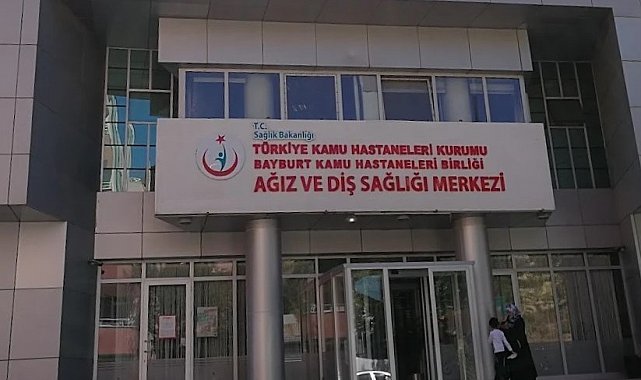 T.C.
Sağlık Bakanlığı
TÜRKİYE KAMU HASTANELERİ KURUMU
BAYBURT KAMU HASTANELERİ BİRLİĞİ
AĞIZ VE DİŞ SAĞLIĞI MERKEZİ